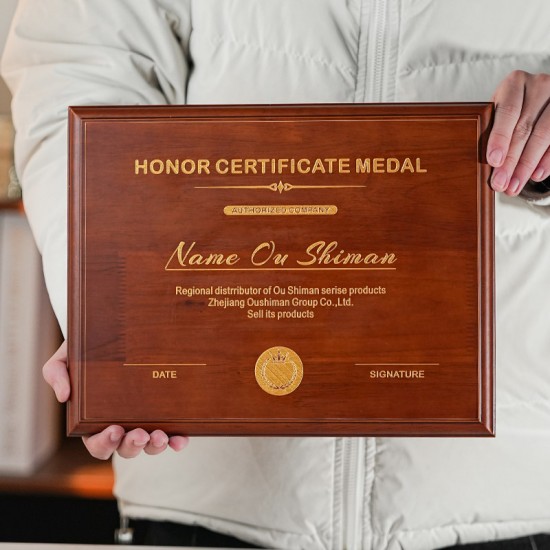 HONOR CERTIFICATE MEDAL
AUTHORIZED COMPANY
Name Ou Shiman
Regional distrributor of Ou Shiman serise products
Zhejiang Oushiman Group Co.,Ltd.
Sell its products
DATE
SIGNATURE